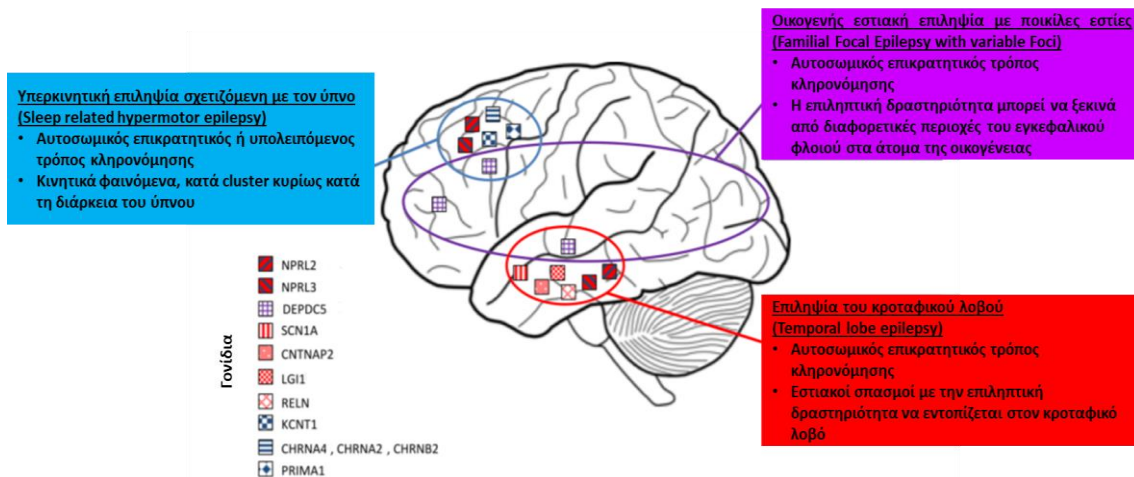 Οικογενής εστιακή επιληψία με ποικίλες εστίες
(Familial Focal Epilepsy with variable Foci)
• Αυτοσωμικός επικρατητικός τρόπος
κληρονόμησης
• Η επιληπτική δραστηριότητα μπορεί να ξεκινά
από διαφορετικές περιοχές του εγκεφαλικού
φλοιού στα άτομα της οικογένειας
Υπερκινητική επιληψία σχετιζόμενη με τον ύπνο
(Sleep related hypermotor epilepsy)
• Αυτοσωμικός επικρατητικός ή υπολειπόμενος
τρόπος κληρονόμησης
• Κινητικά φαινόμενα, κατά cluster κυρίως κατά
τη διάρκεια του ύπνου
Γονίδια
NPRL2
NPRL3
DEPDC5
SCN1A
CNTNAP2
LGI1
RELN
KCNT1
CHRNA4 , CHRNA2 , CHRNB2
PRIMA1
Επιληψία του κροταφικού λοβού
(Temporal lobe epilepsy)
• Αυτοσωμικός επικρατητικός τρόπος
κληρονόμησης
• Εστιακοί σπασμοί με την επιληπτική
δραστηριότητα να εντοπίζεται στον κροταφικό
λοβό